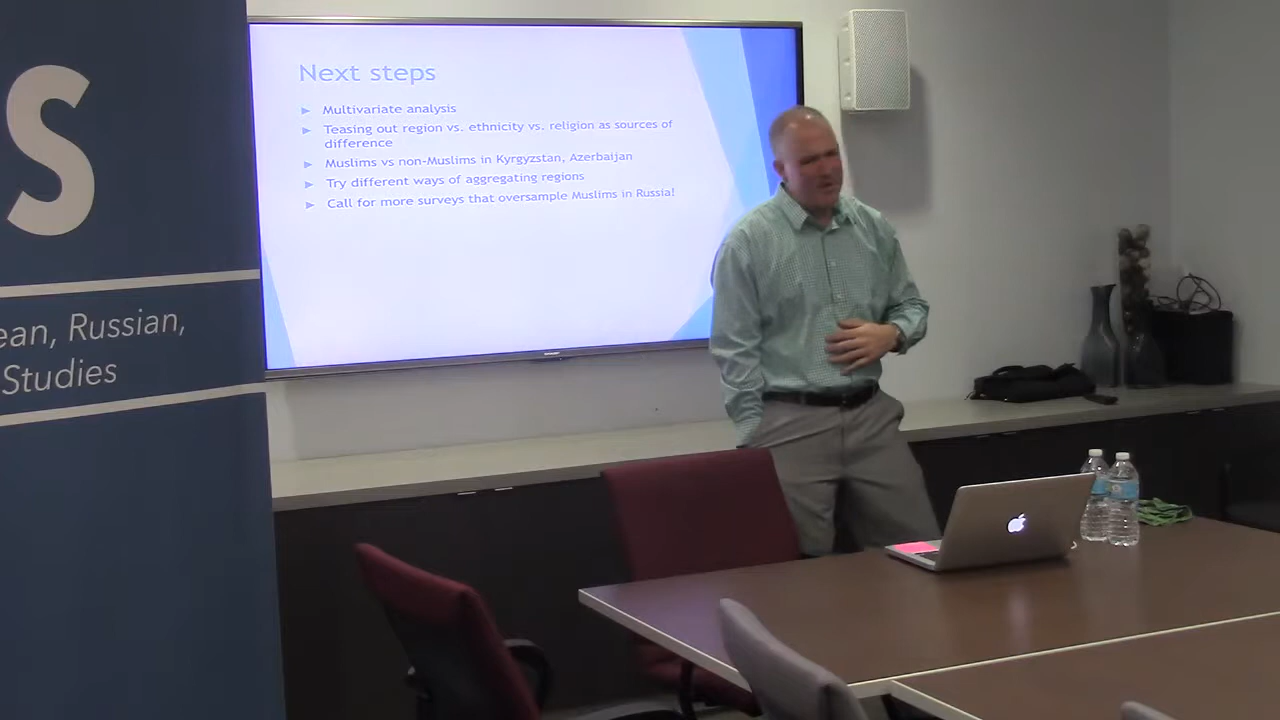 S
ean, Russian,
Studies
Next steps
► Multivariate analysis
► Teasing out region vs. ethnicity vs. religion as sources of
difference
► Muslims vs non-Muslims in Kyrgyzstan, Azerbaijan
► Try different ways of aggregating regions
► Call for more surveys that oversample Muslims in Russia!